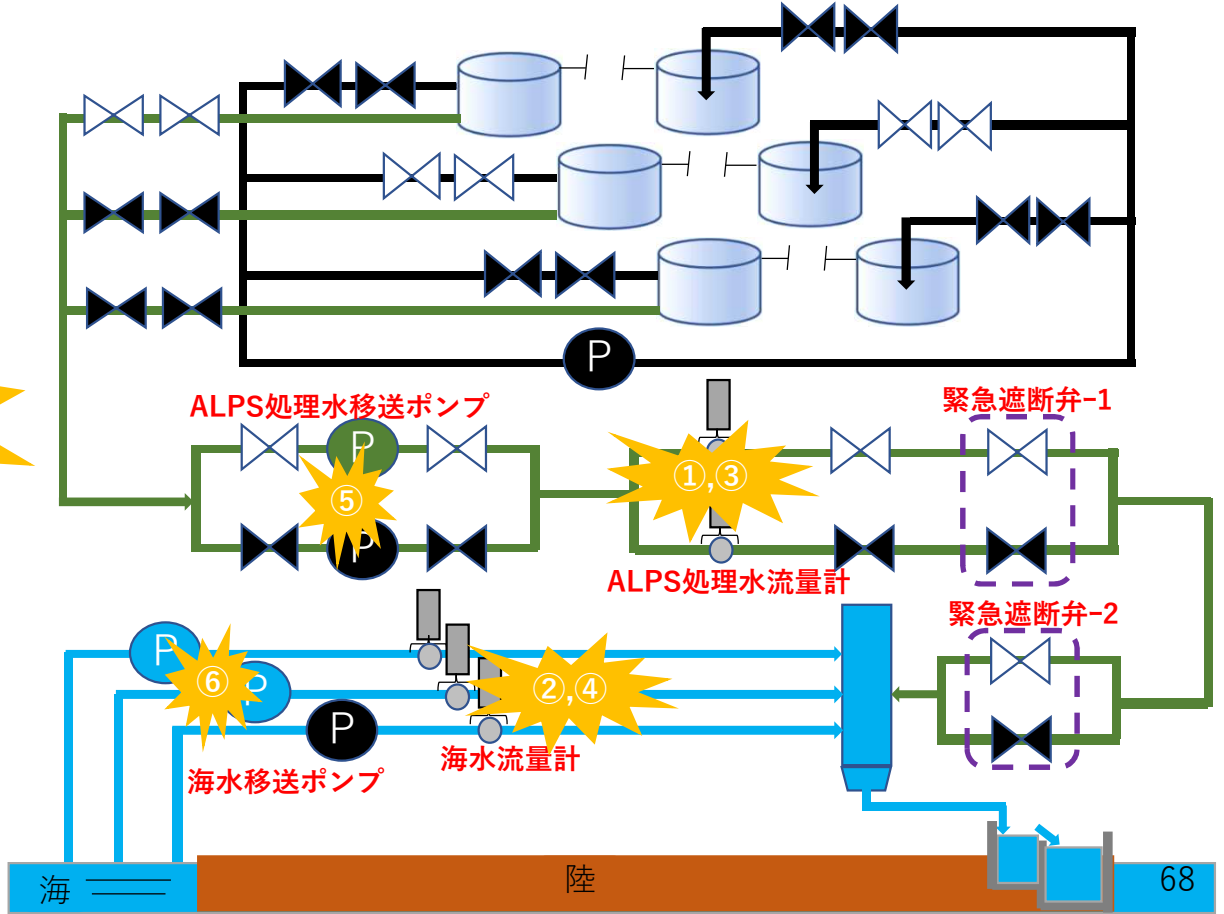 P
ALPS処理水移送ポンプ
緊急遮断弁-1
P
①,③
⑤
P
ALPS処理水流量計
緊急遮断弁-2
P
⑥
P
②,④
P
海水流量計
海水移送ポンプ
海
陸
68